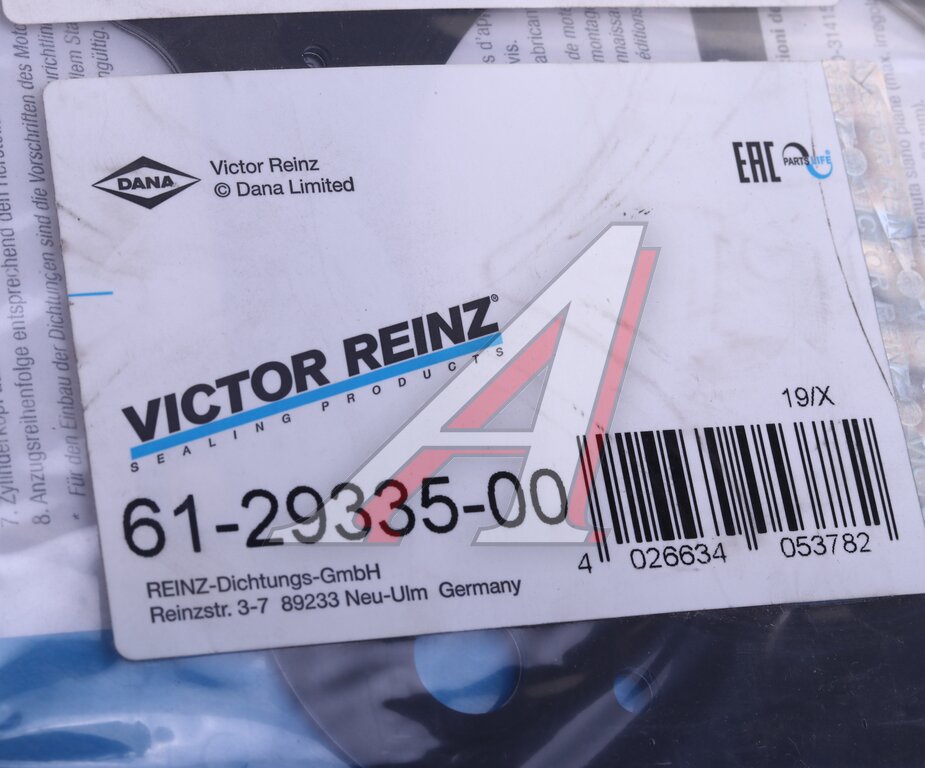 DANA
Victor Reinz
© Dana Limited
EAC
PARTS LIFE®
VICTOR REINZ®
SEALING PRODUCTS
19/X
61-29335-00
4 026634 053782
REINZ-Dichtungs-GmbH
Reinzstr. 3-7 89233 Neu-Ulm Germany
8. Anzugsreihenfolge entsprechend den
* Für den Einbau der Dichtungen sind die Vorschriften des